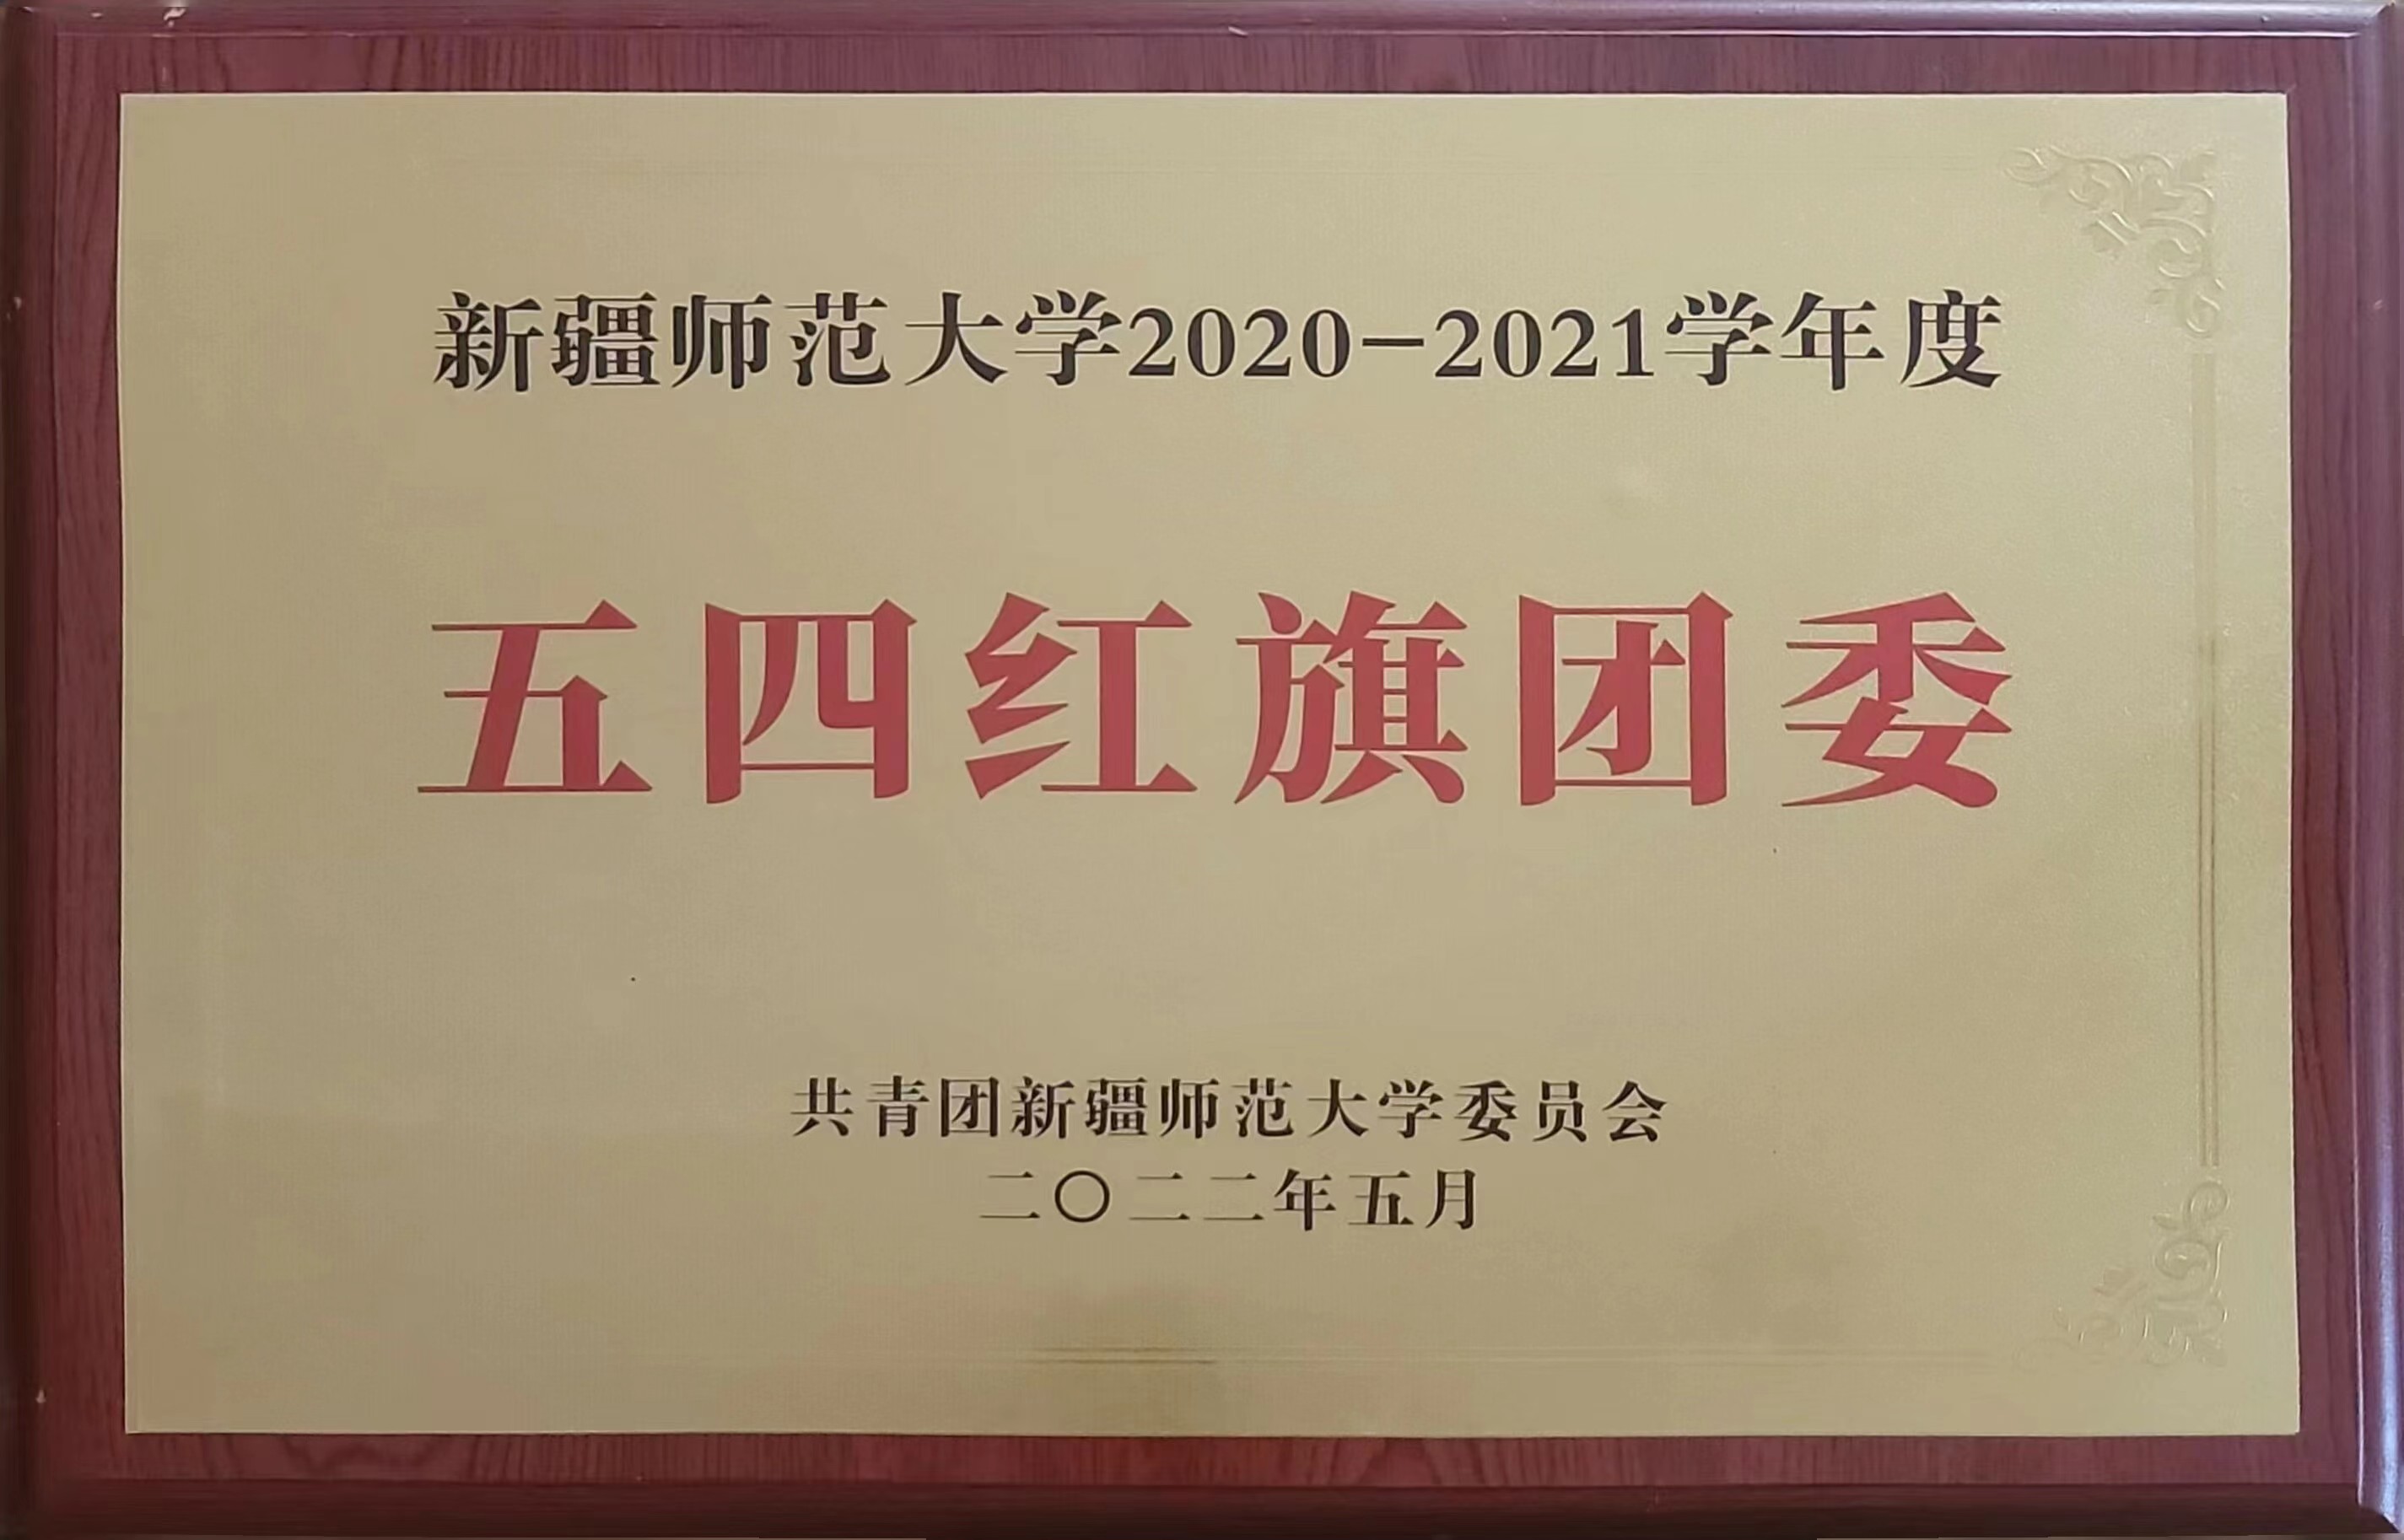 新疆师范大学2020-2021学年度
五四红旗团委
共青团新疆师范大学委员会
二〇二二年五月